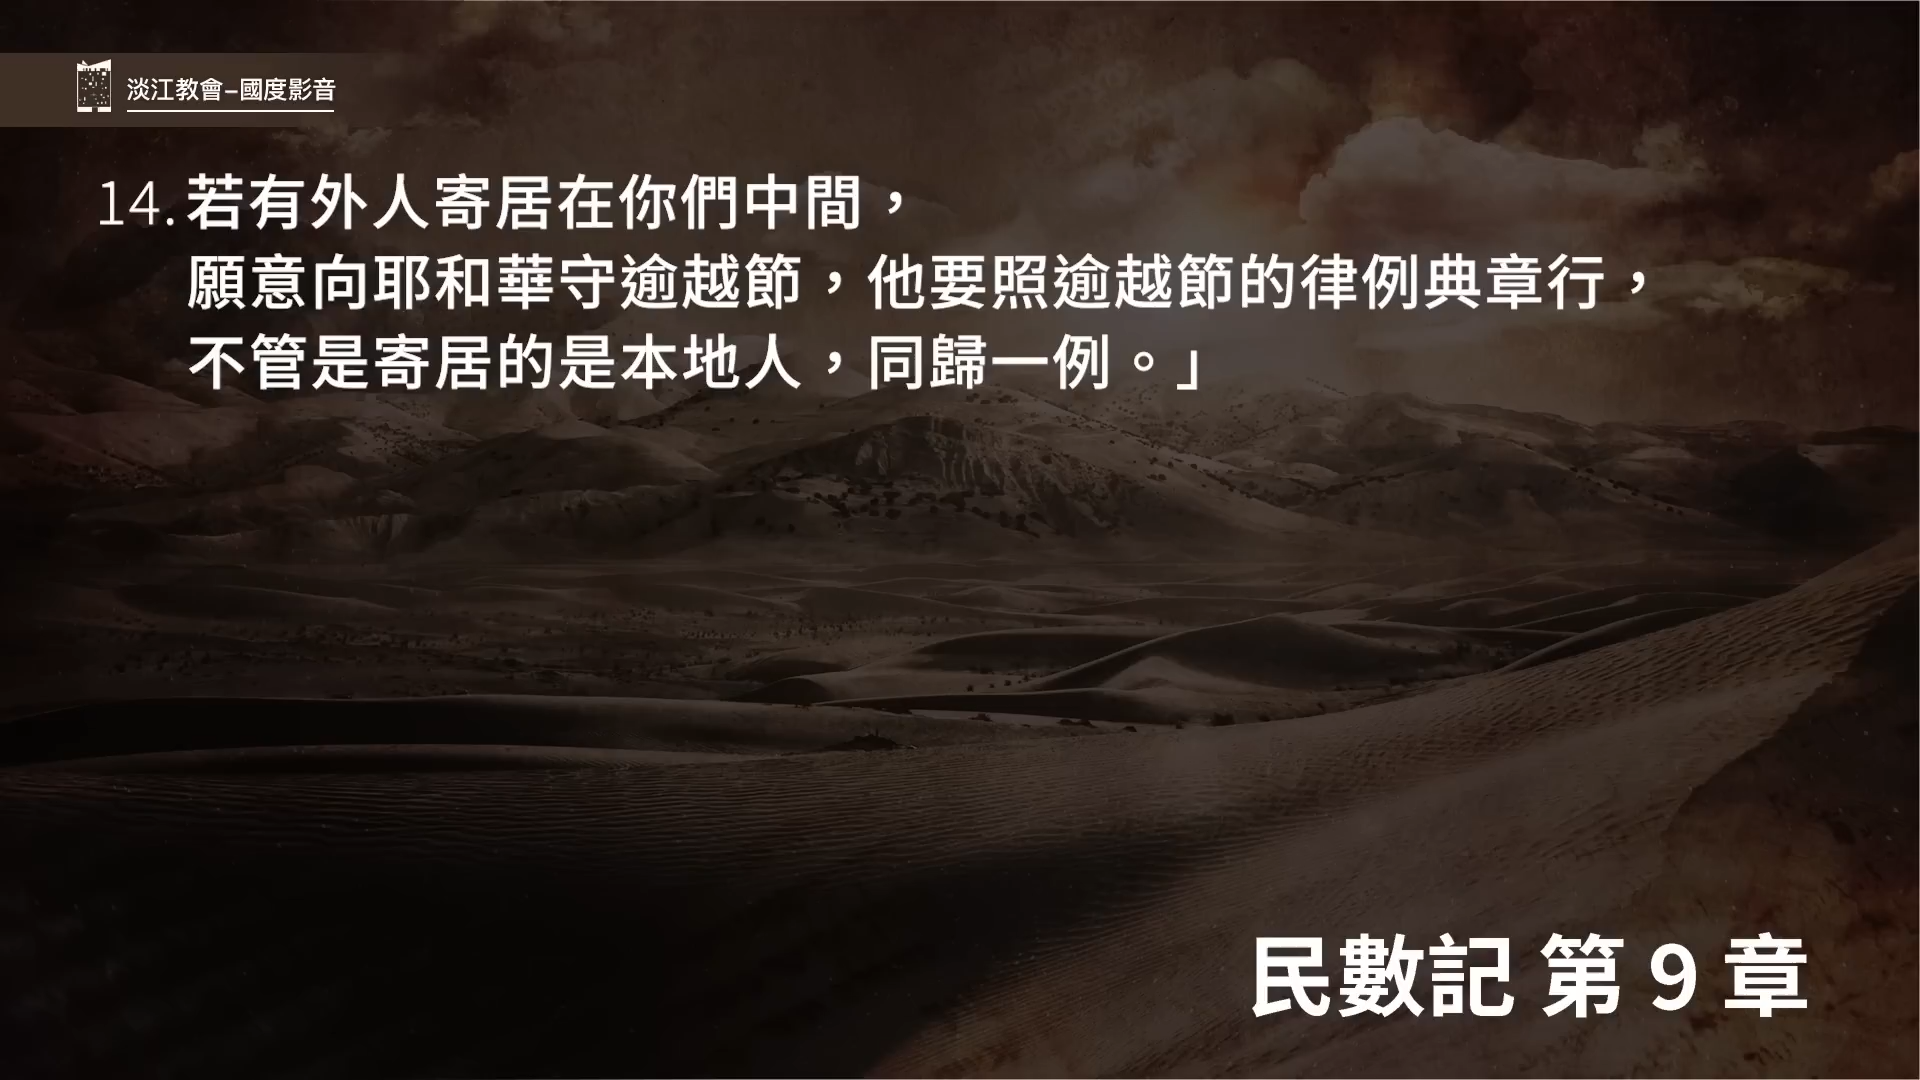 淡江教會–國度影音
14.若有外人寄居在你們中間，
願意向耶和華守逾越節，他要照逾越節的律例典章行，
不管是寄居的是本地人，同歸一例。」
民數記 第 9 章